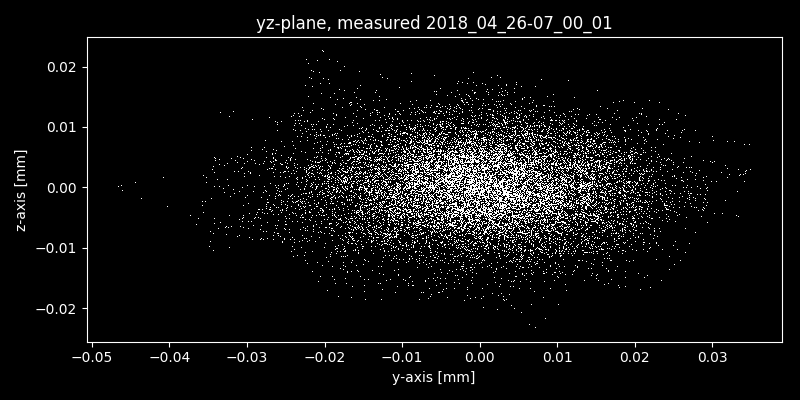 yz-plane, measured 2018_04_26-07_00_01
0.02
0.01
0.00
−0.01
−0.02
z-axis [mm]
−0.05 −0.04 −0.03 −0.02 −0.01 0.00 0.01 0.02 0.03
y-axis [mm]